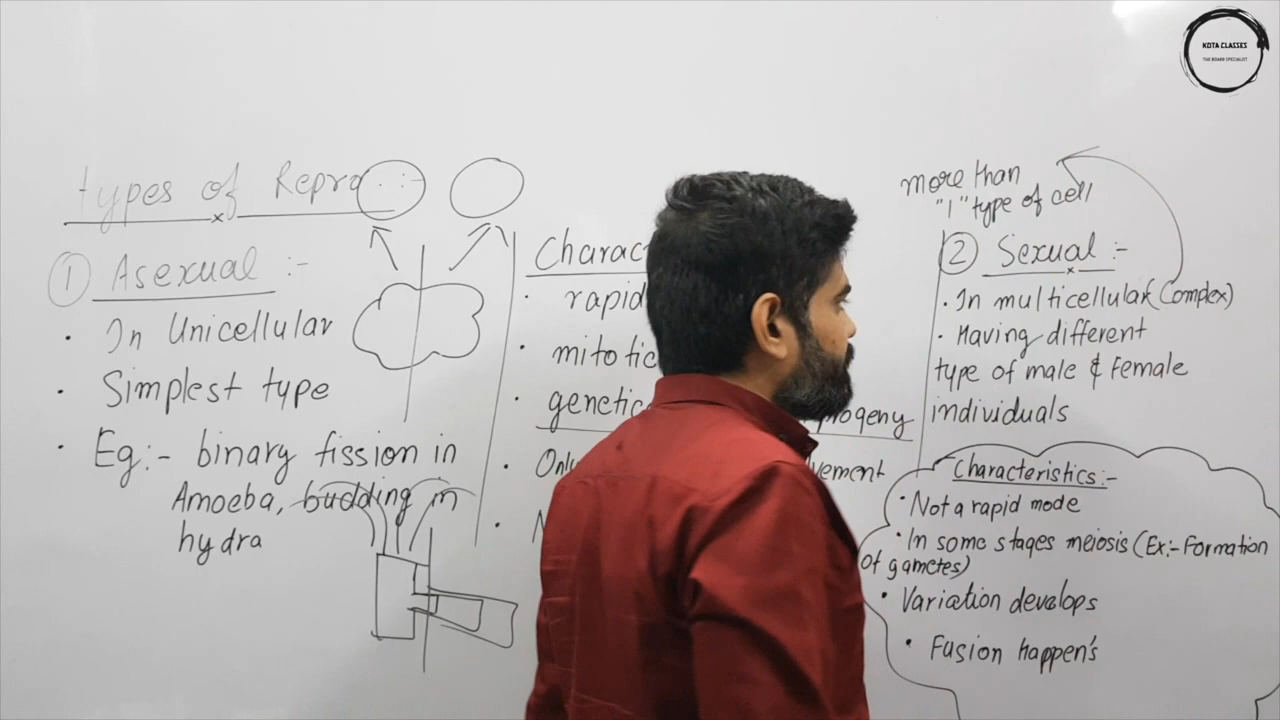 KOTA CLASSES
THE BOARD SPECIALIST
types of Repro :-
1 Asexual :-
• In Unicellular
• Simplest type
• Eg:- binary fission in
Amoeba, budding in
hydra
Charac
• rapid
• mitotic
• genetic progeny
• Only
•
more than
"1" type of cell
2 Sexual :-
• In multicellular (Complex)
• Having different
type of male & Female
individuals
Characteristics:-
• Not a rapid mode
• In some stages meiosis (Ex:- Formation
of gametes)
• Variation develops
• Fusion happen's